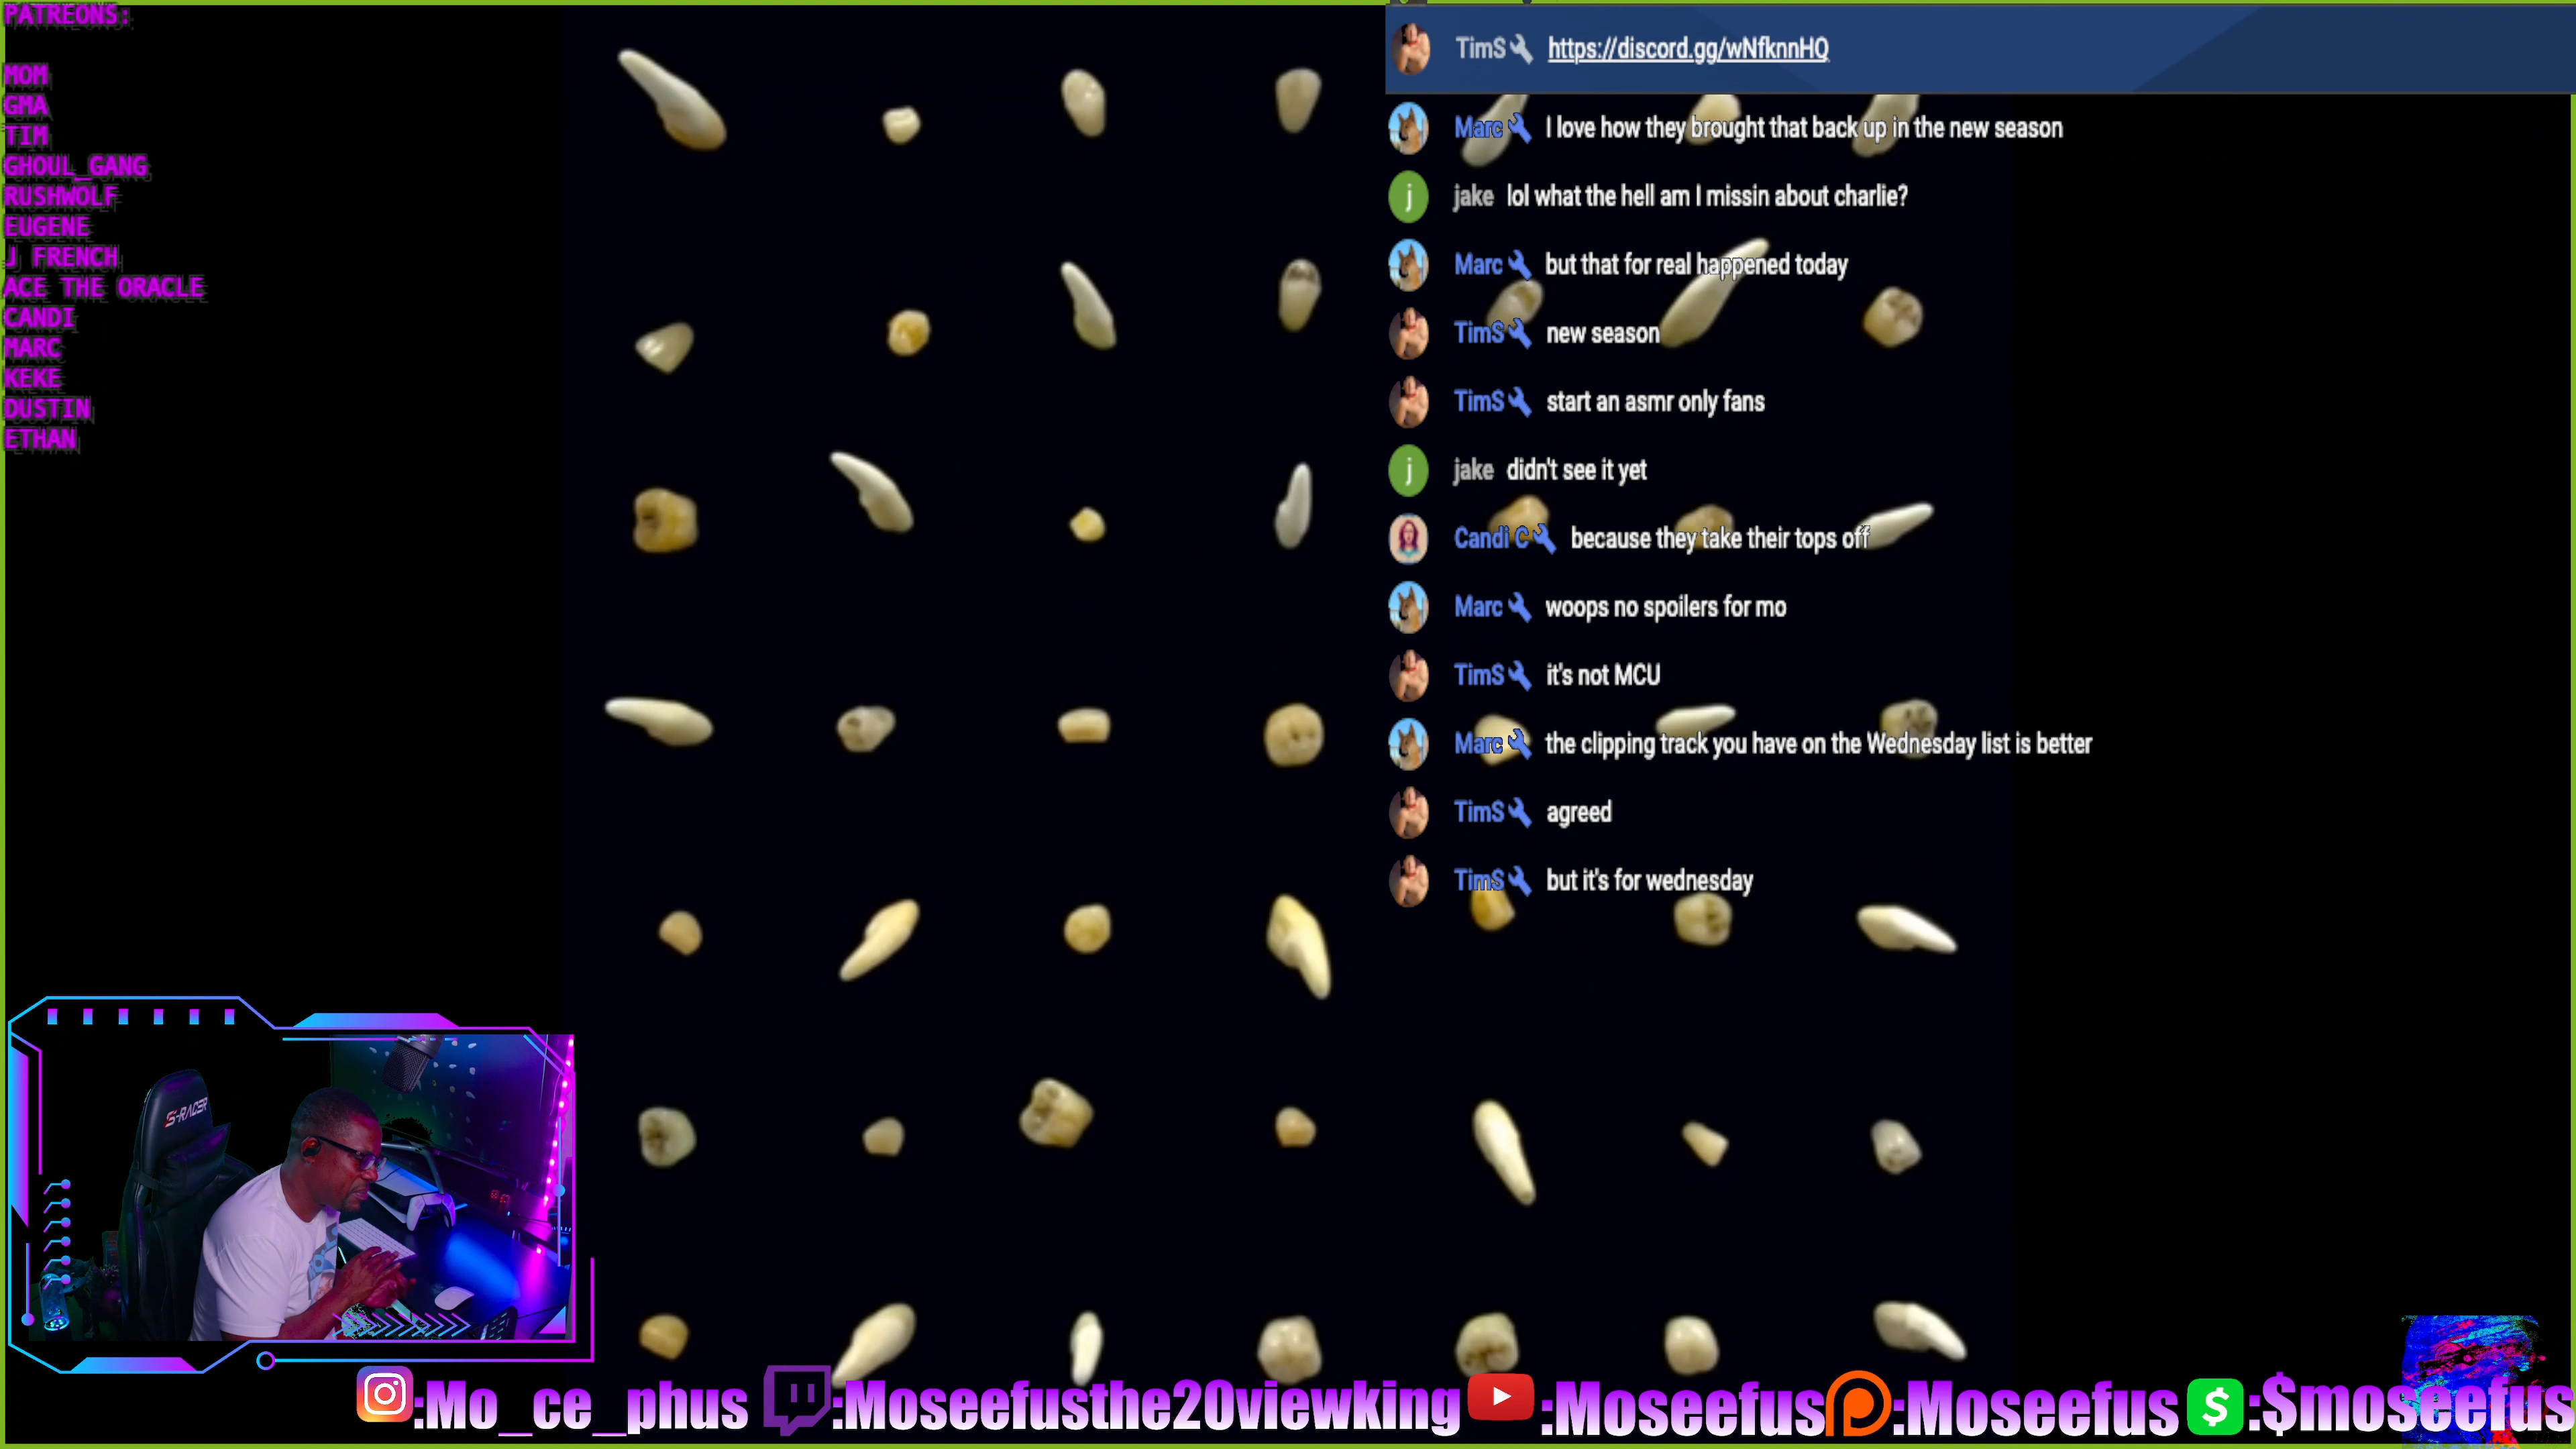 PATREONS:
MOM
GMA
TIM
GHOUL_GANG
RUSHWOLF
EUGENE
J FRENCH
ACE THE ORACLE
CANDI
MARC
KEKE
DUSTIN
ETHAN
TimS https://discord.gg/wNfknnHQ
Marc I love how they brought that back up in the new season
j jake lol what the hell am I missin about charlie?
Marc but that for real happened today
TimS new season
TimS start an asmr only fans
j jake didn't see it yet
Candi C because they take their tops off
Marc woops no spoilers for mo
TimS it's not MCU
Marc the clipping track you have on the Wednesday list is better
TimS agreed
TimS but it's for wednesday
S-RACER
:Mo_ce_phus :Moseefusthe20viewking :Moseefus :Moseefus $ :$moseefus